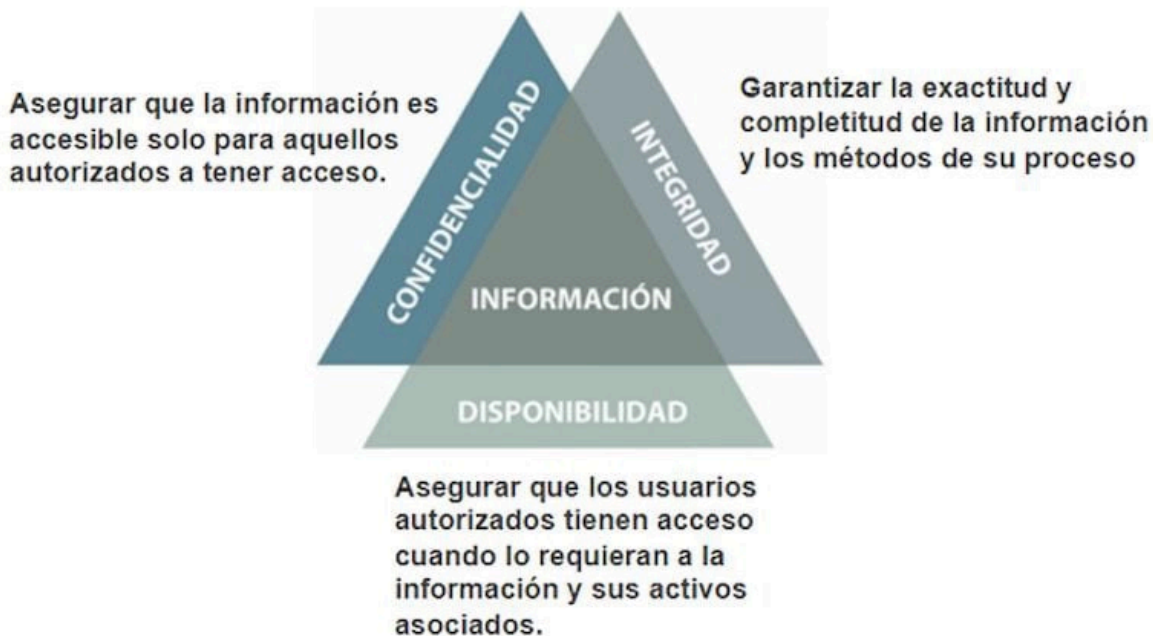 Asegurar que la información es
accesible solo para aquellos
autorizados a tener acceso.
CONFIDENCIALIDAD
INTEGRIDAD
Garantizar la exactitud y
completitud de la información
y los métodos de su proceso
INFORMACIÓN
DISPONIBILIDAD
Asegurar que los usuarios
autorizados tienen acceso
cuando lo requieran a la
información y sus activos
asociados.